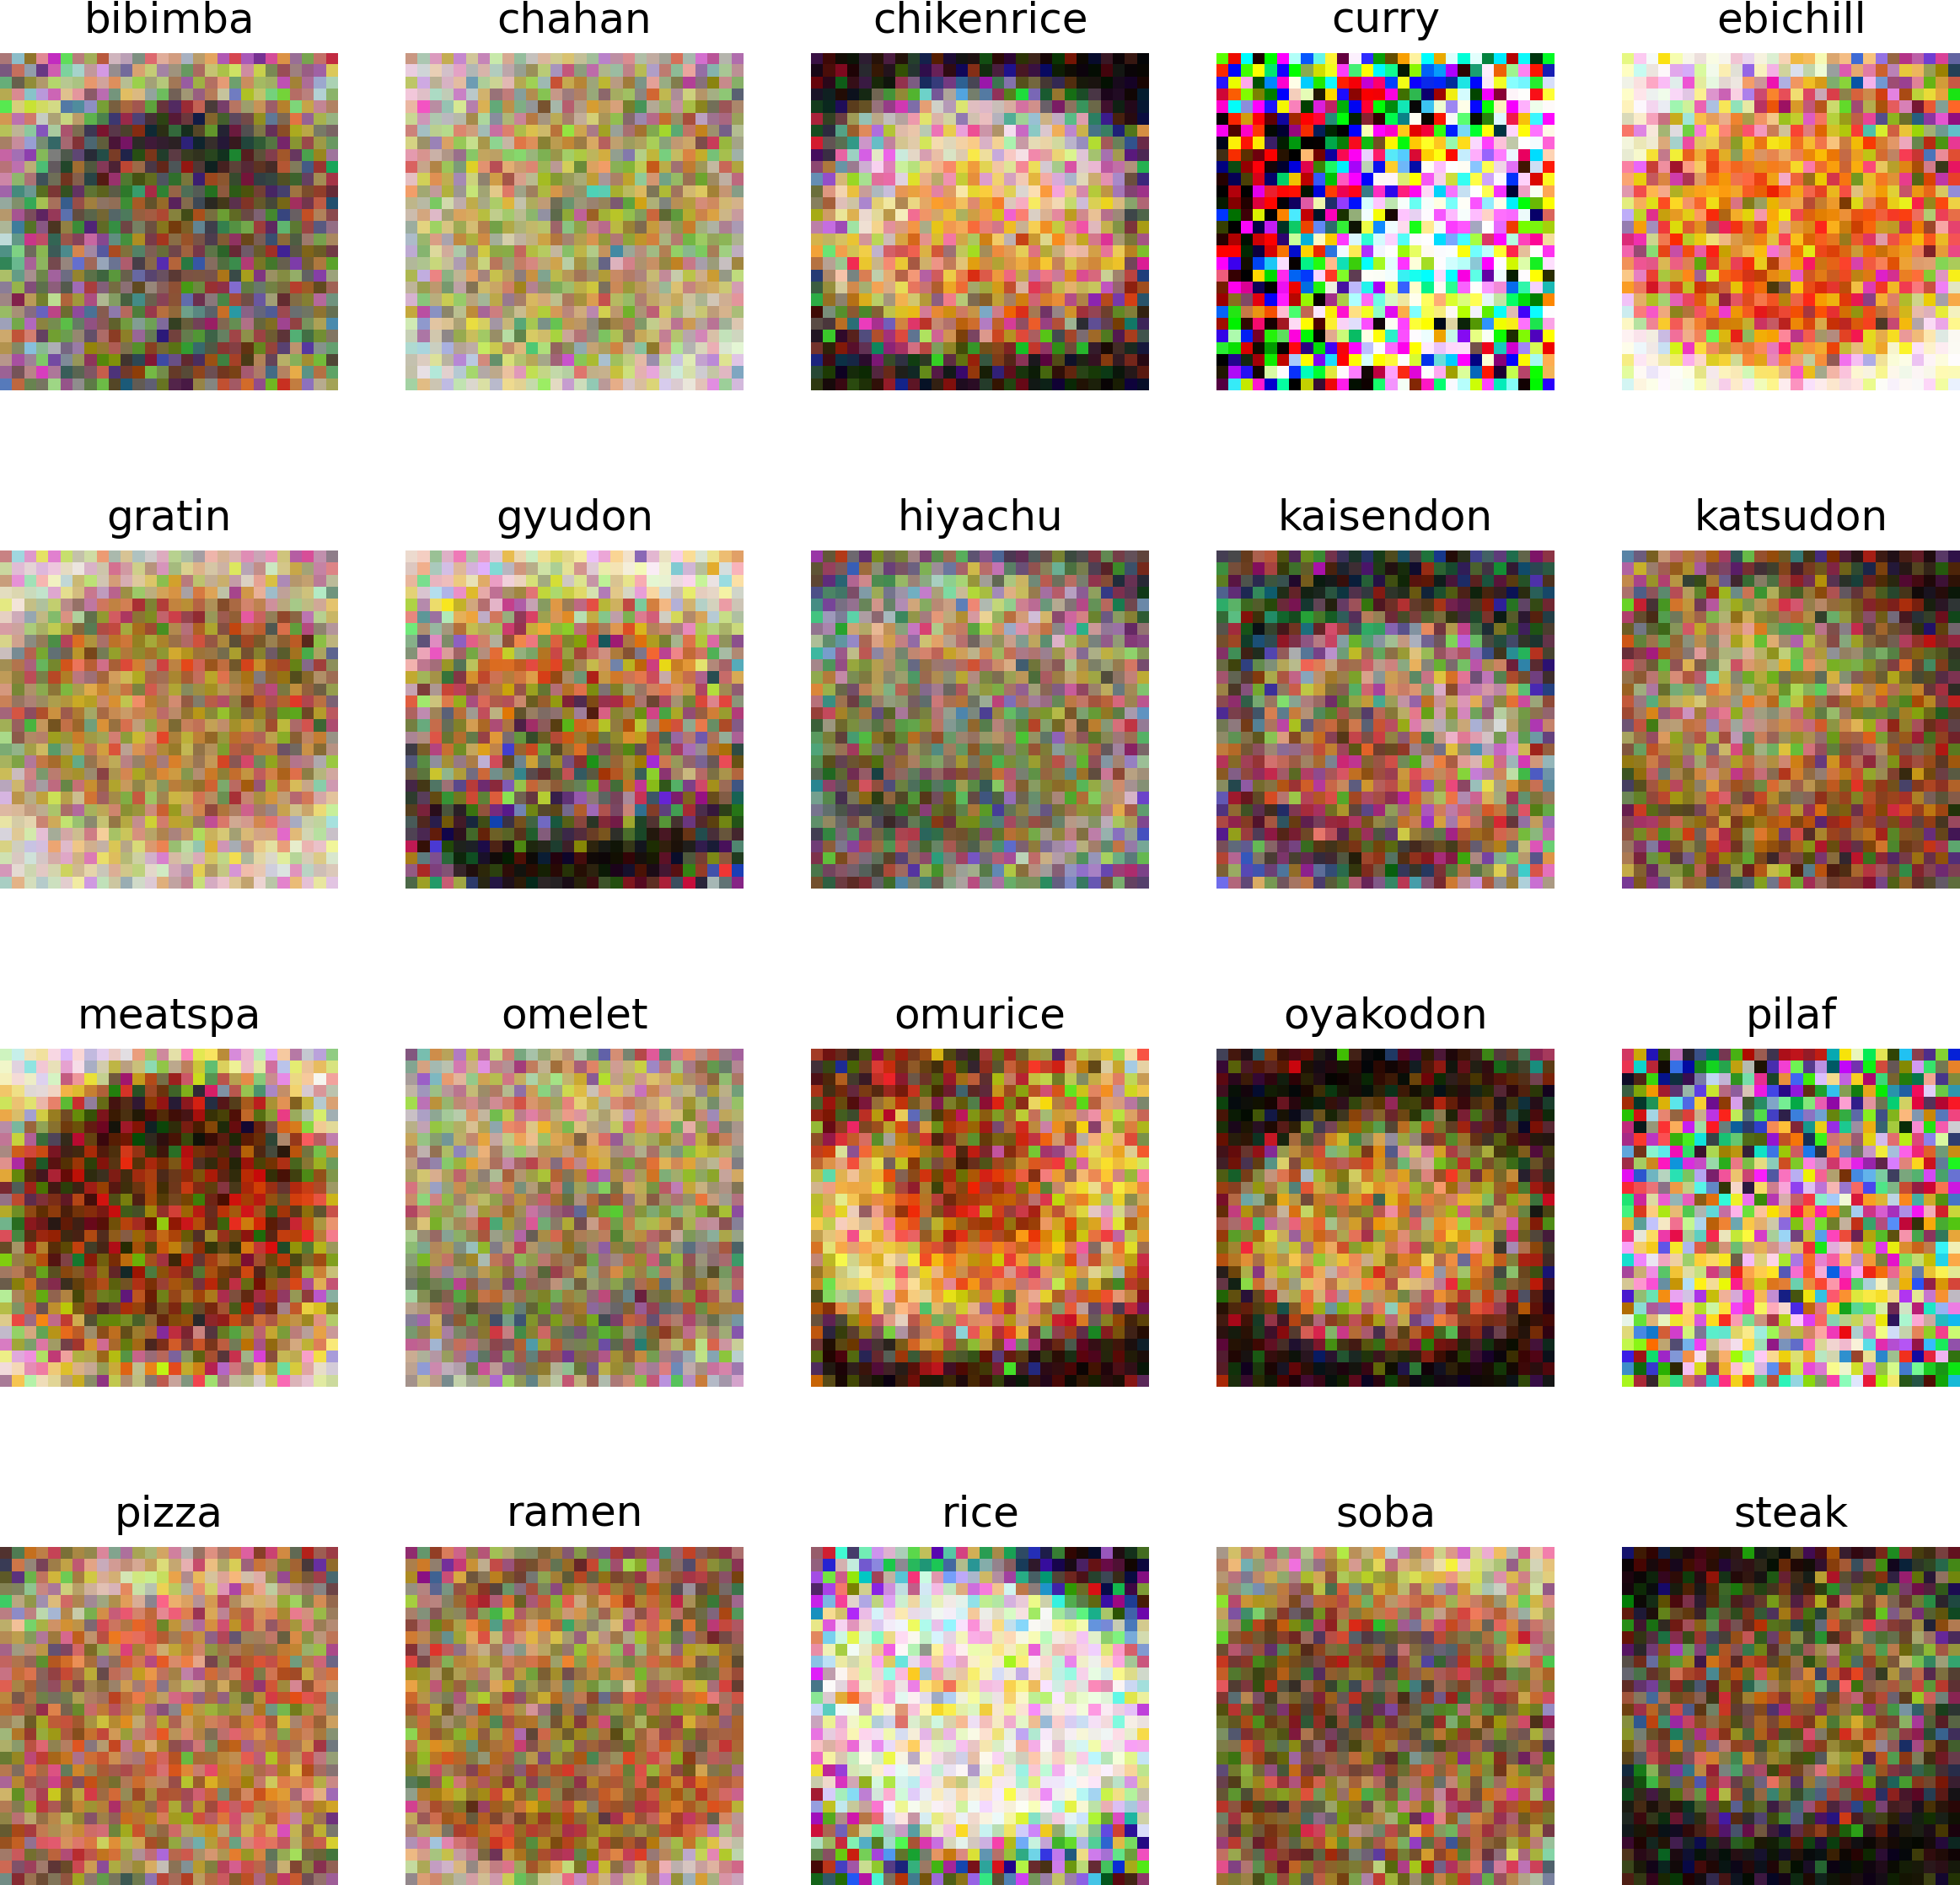 bibimba
chahan
chikenrice
curry
ebichill
gratin
gyudon
hiyachu
kaisendon
katsudon
meatspa
omelet
omurice
oyakodon
pilaf
pizza
ramen
rice
soba
steak